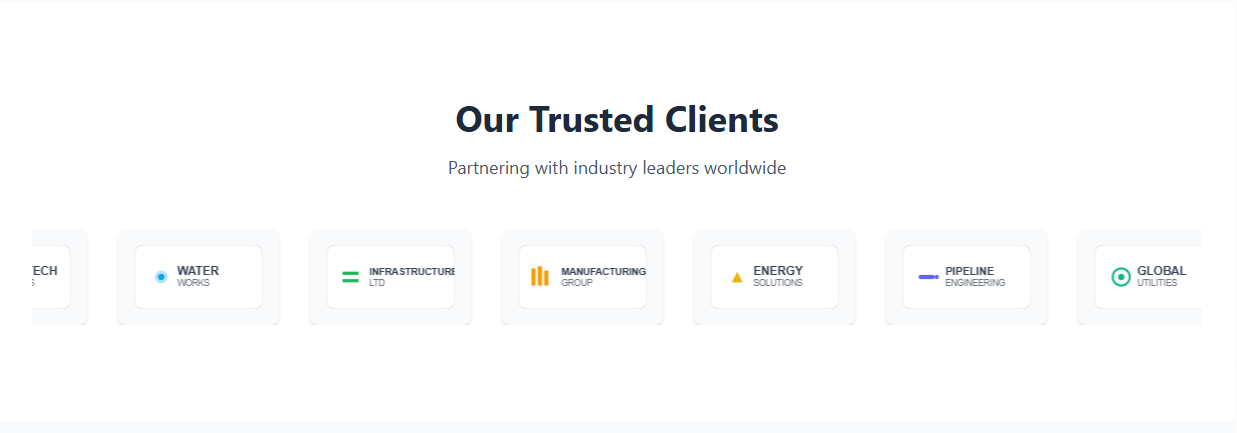 Our Trusted Clients
Partnering with industry leaders worldwide
TECH
S
WATER
WORKS
INFRASTRUCTURE
LTD
MANUFACTURING
GROUP
ENERGY
SOLUTIONS
PIPELINE
ENGINEERING
GLOBAL
UTILITIES